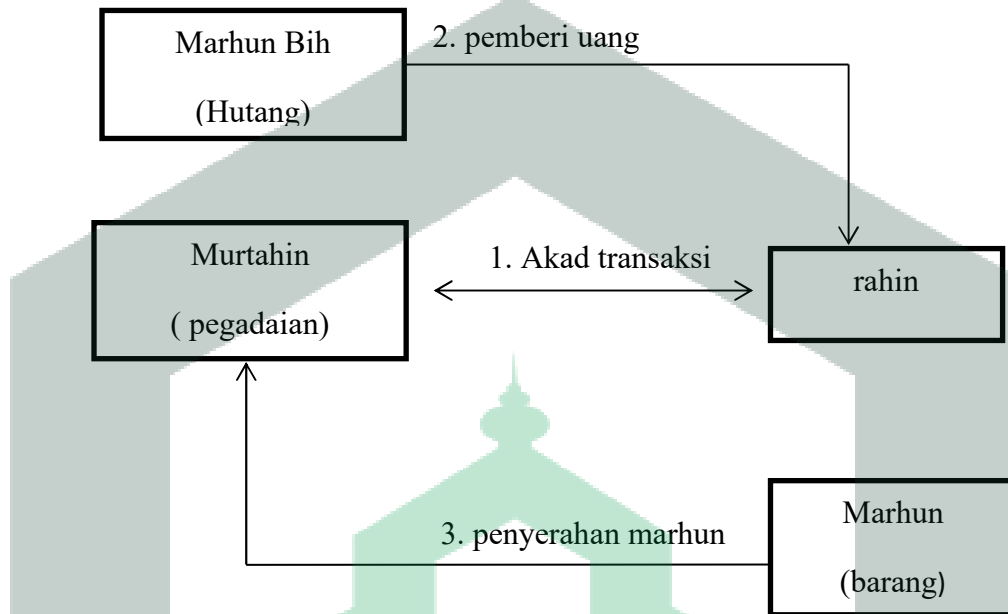 Marhun Bih
(Hutang)
2. pemberi uang
Murtahin
( pegadaian)
1. Akad transaksi
rahin
3. penyerahan marhun
Marhun
(barang)